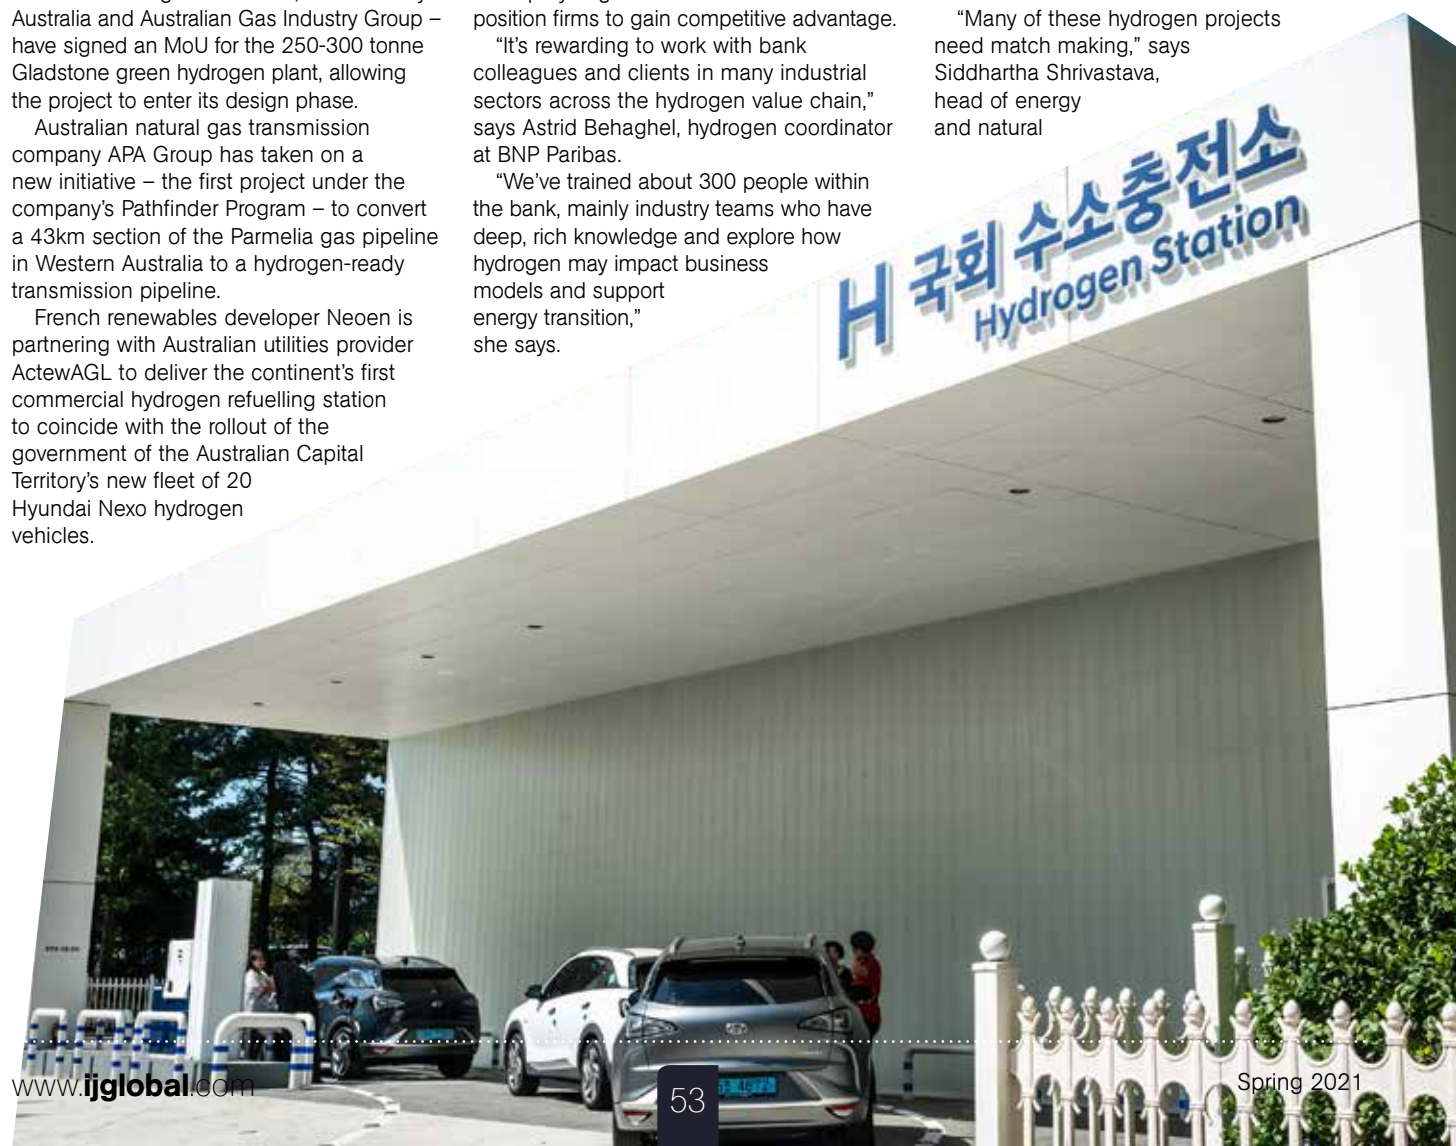 Australia and Australian Gas Industry Group –
have signed an MoU for the 250-300 tonne
Gladstone green hydrogen plant, allowing
the project to enter its design phase.
Australian natural gas transmission
company APA Group has taken on a
new initiative – the first project under the
company’s Pathfinder Program – to convert
a 43km section of the Parmelia gas pipeline
in Western Australia to a hydrogen-ready
transmission pipeline.
French renewables developer Neoen is
partnering with Australian utilities provider
ActewAGL to deliver the continent’s first
commercial hydrogen refuelling station
to coincide with the rollout of the
government of the Australian Capital
Territory’s new fleet of 20
Hyundai Nexo hydrogen
vehicles.
position firms to gain competitive advantage.
“It’s rewarding to work with bank
colleagues and clients in many industrial
sectors across the hydrogen value chain,”
says Astrid Behaghel, hydrogen coordinator
at BNP Paribas.
“We’ve trained about 300 people within
the bank, mainly industry teams who have
deep, rich knowledge and explore how
hydrogen may impact business
models and support
energy transition,”
she says.
“Many of these hydrogen projects
need match making,” says
Siddhartha Shrivastava,
head of energy
and natural
H 국회 수소충전소
Hydrogen Station
www.ijglobal.com
53
Spring 2021